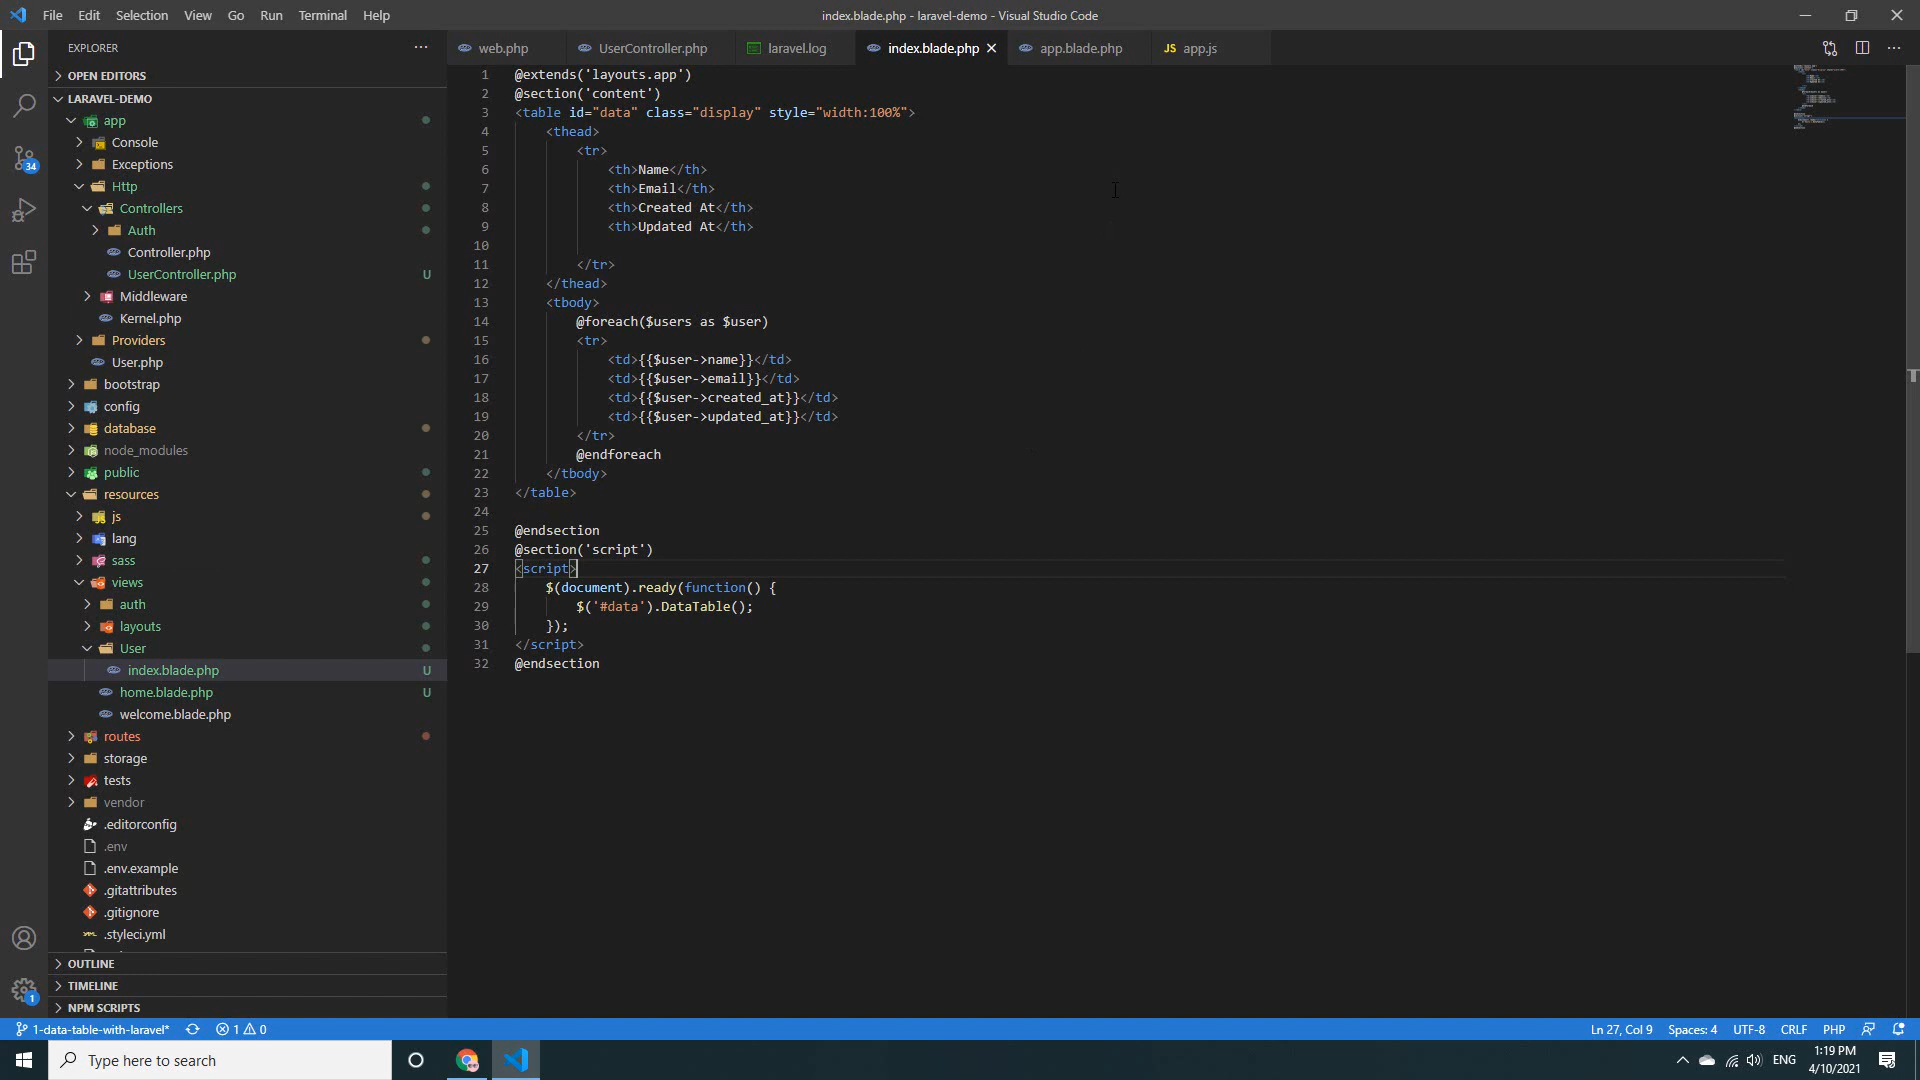 File Edit Selection View Go Run Terminal Help
index.blade.php - laravel-demo - Visual Studio Code
EXPLORER
OPEN EDITORS
LARAVEL-DEMO
app
Console
Exceptions
Http
Controllers
Auth
Controller.php
UserController.php U
Middleware
Kernel.php
Providers
User.php
bootstrap
config
database
node_modules
public
resources
js
lang
sass
views
auth
layouts
User
index.blade.php U
home.blade.php U
welcome.blade.php
routes
storage
tests
vendor
.editorconfig
.env
.env.example
.gitattributes
.gitignore
.styleci.yml
OUTLINE
TIMELINE
NPM SCRIPTS
34
1
web.php UserController.php laravel.log index.blade.php app.blade.php JS app.js
1 @extends('layouts.app')
2 @section('content')
3 <table id="data" class="display" style="width:100%">
4 <thead>
5 <tr>
6 <th>Name</th>
7 <th>Email</th>
8 <th>Created At</th>
9 <th>Updated At</th>
10
11 </tr>
12 </thead>
13 <tbody>
14 @foreach($users as $user)
15 <tr>
16 <td>{{$user->name}}</td>
17 <td>{{$user->email}}</td>
18 <td>{{$user->created_at}}</td>
19 <td>{{$user->updated_at}}</td>
20 </tr>
21 @endforeach
22 </tbody>
23 </table>
24
25 @endsection
26 @section('script')
27 <script>
28 $(document).ready(function() {
29 $('#data').DataTable();
30 });
31 </script>
32 @endsection
1-data-table-with-laravel* 1 0 Ln 27, Col 9 Spaces: 4 UTF-8 CRLF PHP
Type here to search
ENG
1:19 PM
4/10/2021